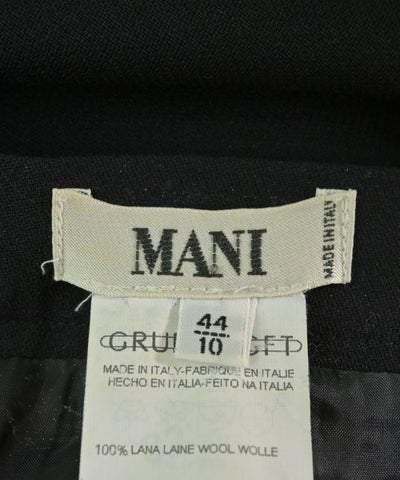 MANI
MADE IN ITALY
44
10
MADE IN ITALY-FABRIQUE EN ITALIE
HECHO EN ITALIA-FEITO NA ITALIA
100% LANA LAINE WOOL WOLLE